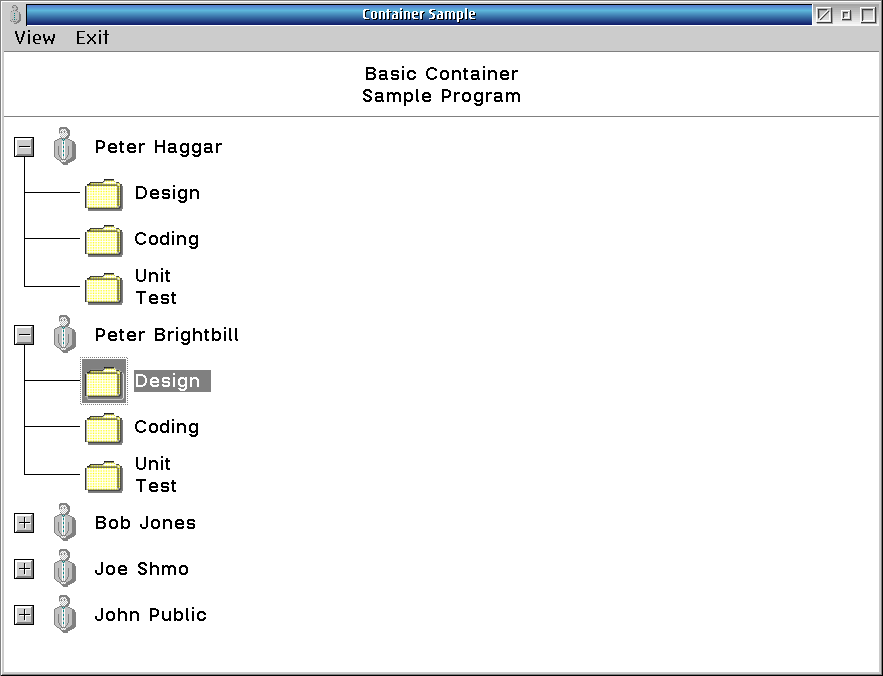 Container Sample
View Exit
Basic Container
Sample Program
Peter Haggar
Design
Coding
Unit
Test
Peter Brightbill
Design
Coding
Unit
Test
Bob Jones
Joe Shmo
John Public